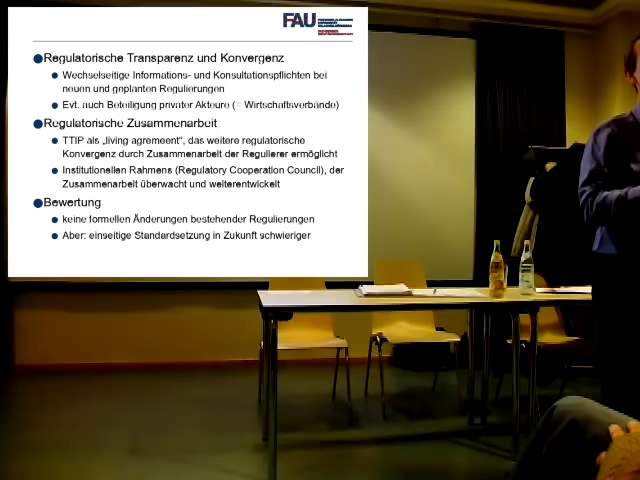 FAU
Regulatorische Transparenz und Konvergenz
Wechselseitige Informations- und Konsultationspflichten bei
neuen und geplanten Regulierungen
Evt. auch Beteiligung privater Akteure (= Wirtschaftsverbände)
Regulatorische Zusammenarbeit
TTIP als „living agreement“, das weitere regulatorische
Konvergenz durch Zusammenarbeit der Regulierer ermöglicht
Institutionellen Rahmens (Regulatory Cooperation Council), der
Zusammenarbeit überwacht und weiterentwickelt
Bewertung
keine formellen Änderungen bestehender Regulierungen
Aber: einseitige Standardsetzung in Zukunft schwieriger